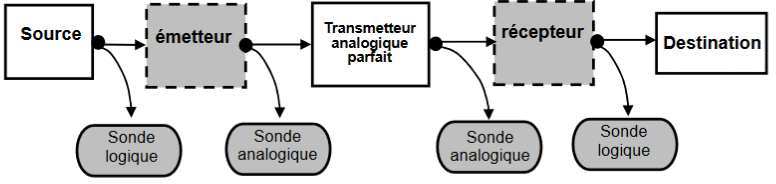 Source
émetteur
Transmetteur
analogique
parfait
récepteur
Destination
Sonde
logique
Sonde
analogique
Sonde
analogique
Sonde
logique